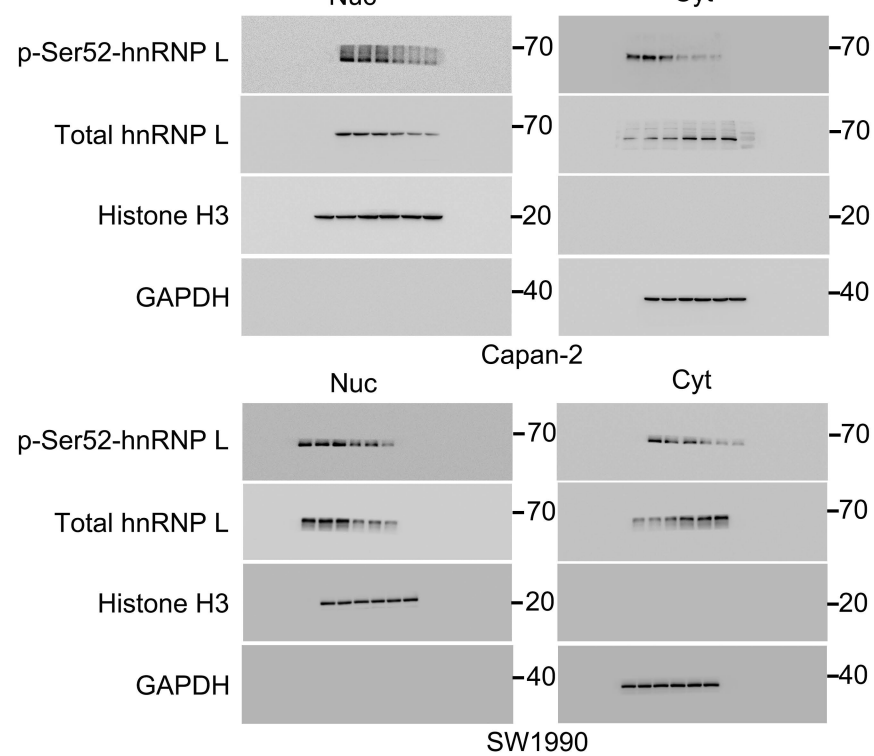 Nuc Cyt
p-Ser52-hnRNP L -70 -70
Total hnRNP L -70 -70
Histone H3 -20 -20
GAPDH -40 -40
Capan-2
Nuc Cyt
p-Ser52-hnRNP L -70 -70
Total hnRNP L -70 -70
Histone H3 -20 -20
GAPDH -40 -40
SW1990